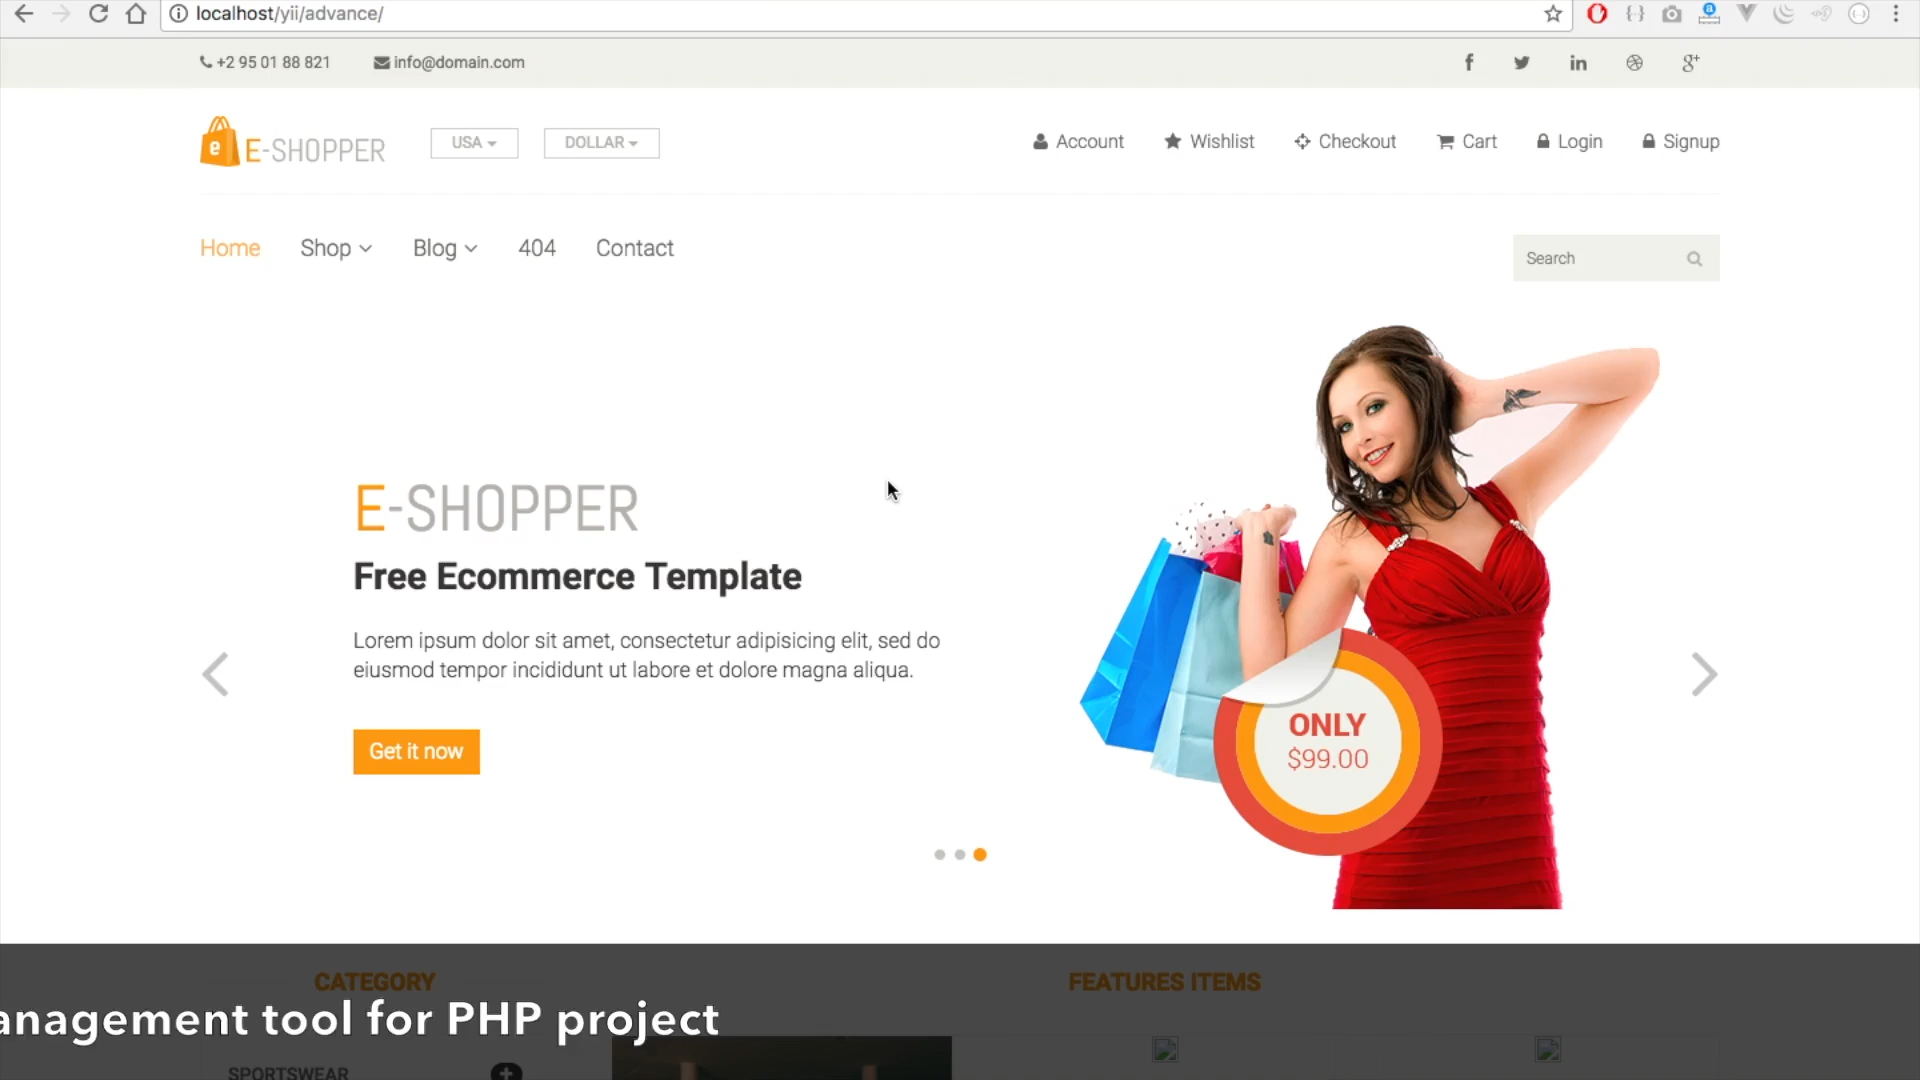 localhost/yii/advance/
+2 95 01 88 821
info@domain.com
E-SHOPPER
USA
DOLLAR
Account
Wishlist
Checkout
Cart
Login
Signup
Home
Shop
Blog
404
Contact
Search
E-SHOPPER
Free Ecommerce Template
Lorem ipsum dolor sit amet, consectetur adipisicing elit, sed do
eiusmod tempor incididunt ut labore et dolore magna aliqua.
Get it now
ONLY
$99.00
CATEGORY
FEATURES ITEMS
anagement tool for PHP project
SPORTSWEAR